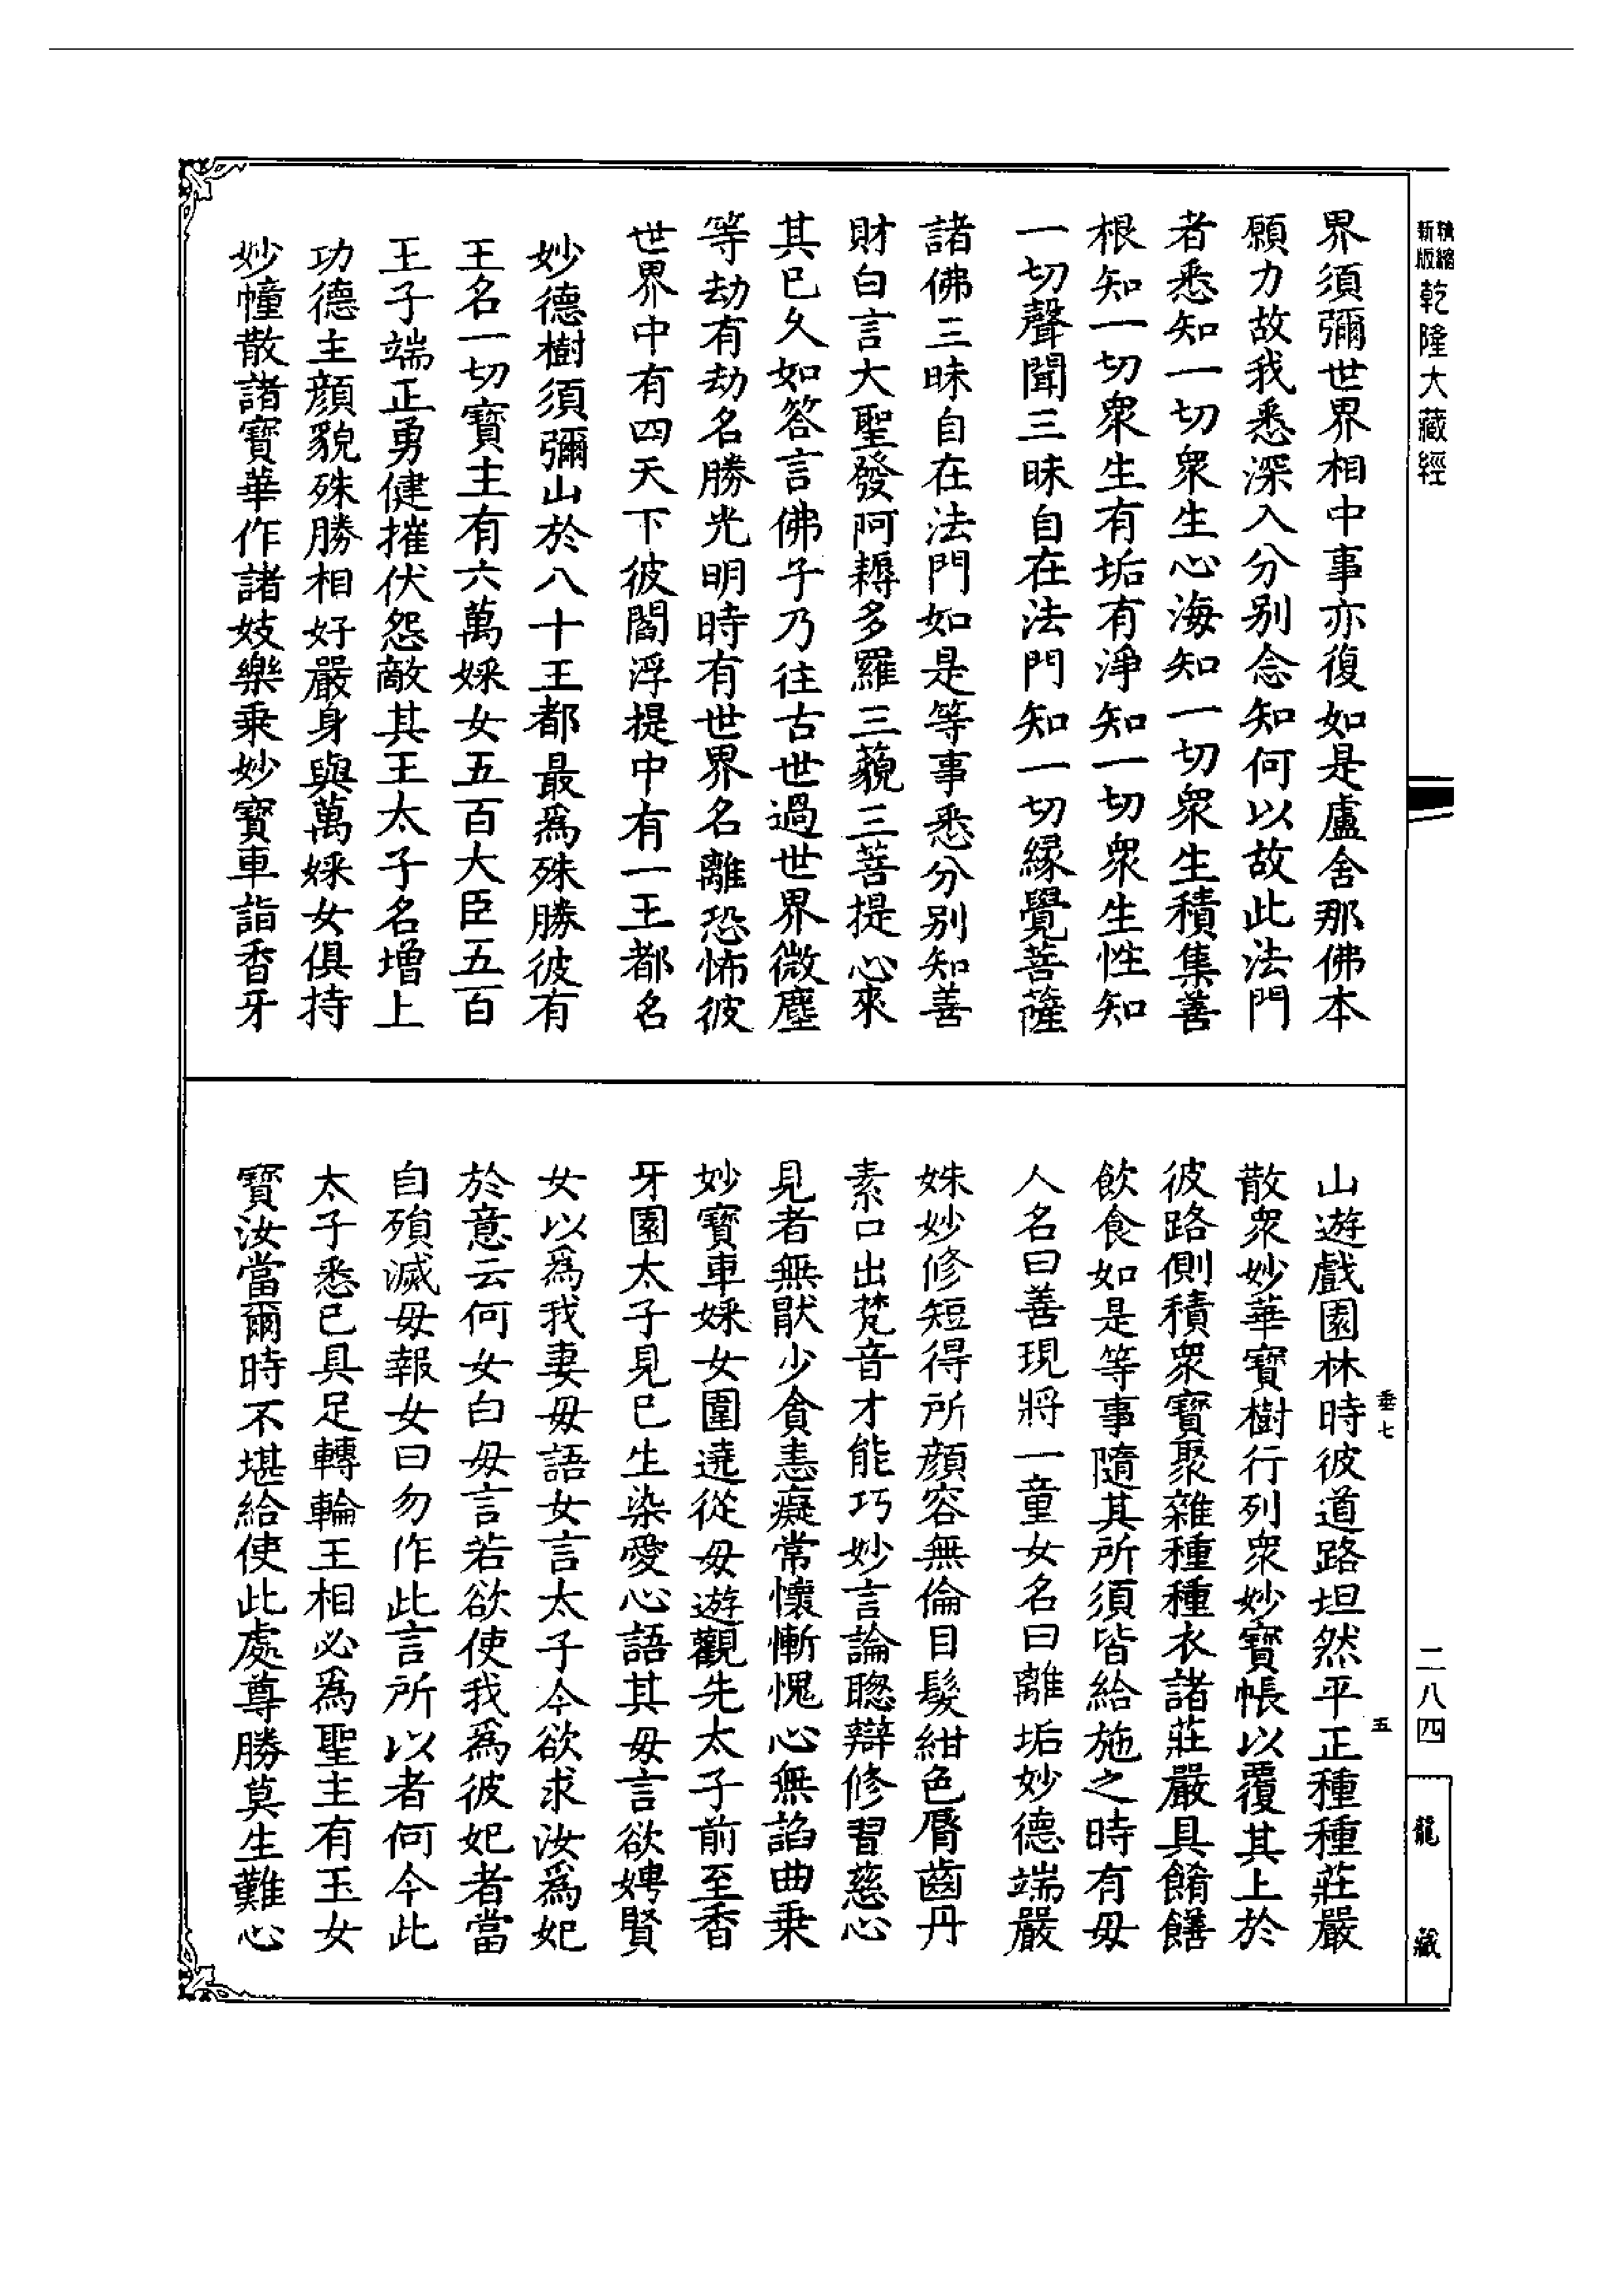 新版
縮
乾隆大藏經
界須彌世界相中事亦復如是盧舍那佛本
願力故我悉深入分别念知何以故此法門
者悉知一切衆生心海知一切衆生積集善
根知一切衆生有垢有淨知一切衆生性知
一切聲聞三昧自在法門知一切縁覺菩薩
諸佛三昧自在法門如是等事悉分别知善
財白言大聖發阿耨多羅三藐三菩提心來
其已久如答言佛子乃往古世過世界微塵
等劫有劫名勝光明時有世界名離恐怖彼
世界中有四天下彼閻浮提中有一王都名
妙德樹須彌山於八十王都最爲殊勝彼有
王名一切寶主有六萬婇女五百大臣五百
王子端正勇健摧伏怨敵其王太子名增上
功德主顔貌殊勝相好嚴身與萬婇女俱持
妙幢散諸寶華作諸妓樂乗妙寳車詣香牙
垂七
五
二八四
龍藏
山遊戲園林時彼道路坦然平正種種莊嚴
散衆妙華寳樹行列衆妙寳帳以覆其上於
彼路側積衆寳聚雜種種衣諸莊嚴具餚饍
飲食如是等事隨其所須皆給施之時有毋
人名曰善現將一童女名曰離垢妙德端嚴
姝妙修短得所顔容無倫目髮紺色脣齒丹
素口出梵音才能巧妙言論聰辯修習慈心
見者無猒少貪恚癡常懷慚愧心無諂曲乗
妙寳車婇女圍遶從毋遊觀先太子前至香
牙園太子見已生染愛心語其毋言欲娉賢
女以爲我妻毋語女言太子今欲求汝爲妃
於意云何女白毋言若欲使我爲彼妃者當
自殞滅毋報女曰勿作此言所以者何今此
太子悉已具足轉輪王相必爲聖主有玉女
寳汝當爾時不堪給使此處尊勝莫生難心